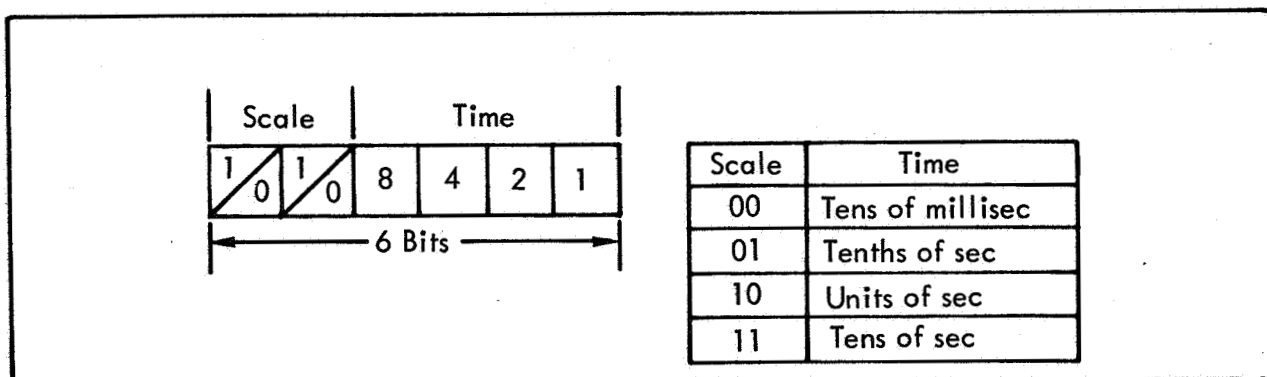 Scale Time
1 0 1 0 8 4 2 1
6 Bits
Scale Time
00 Tens of millisec
01 Tenths of sec
10 Units of sec
11 Tens of sec